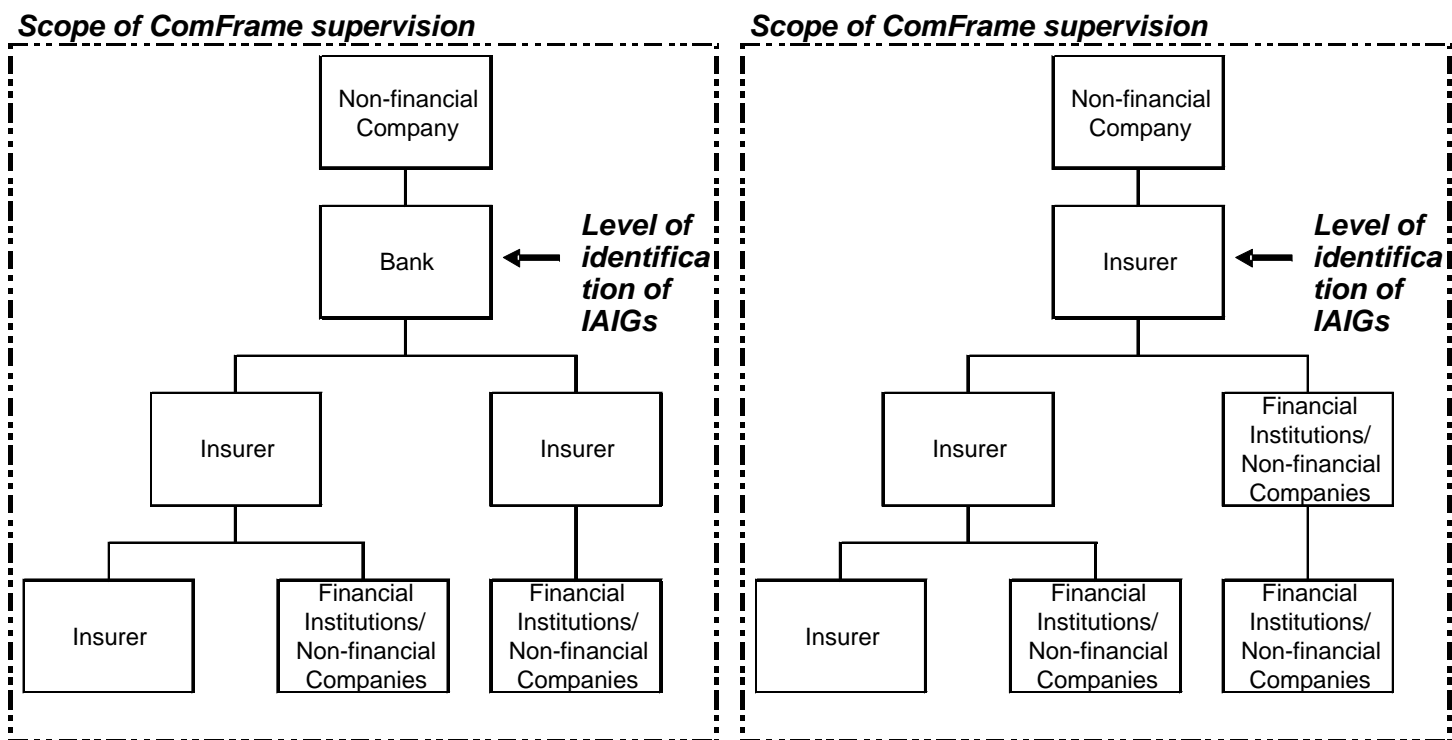 Scope of ComFrame supervision
Non-financial
Company
Bank
Level of
identifica
tion of
IAIGs
Insurer
Insurer
Insurer
Financial
Institutions/
Non-financial
Companies
Financial
Institutions/
Non-financial
Companies
Scope of ComFrame supervision
Non-financial
Company
Insurer
Level of
identifica
tion of
IAIGs
Insurer
Financial
Institutions/
Non-financial
Companies
Insurer
Financial
Institutions/
Non-financial
Companies
Financial
Institutions/
Non-financial
Companies